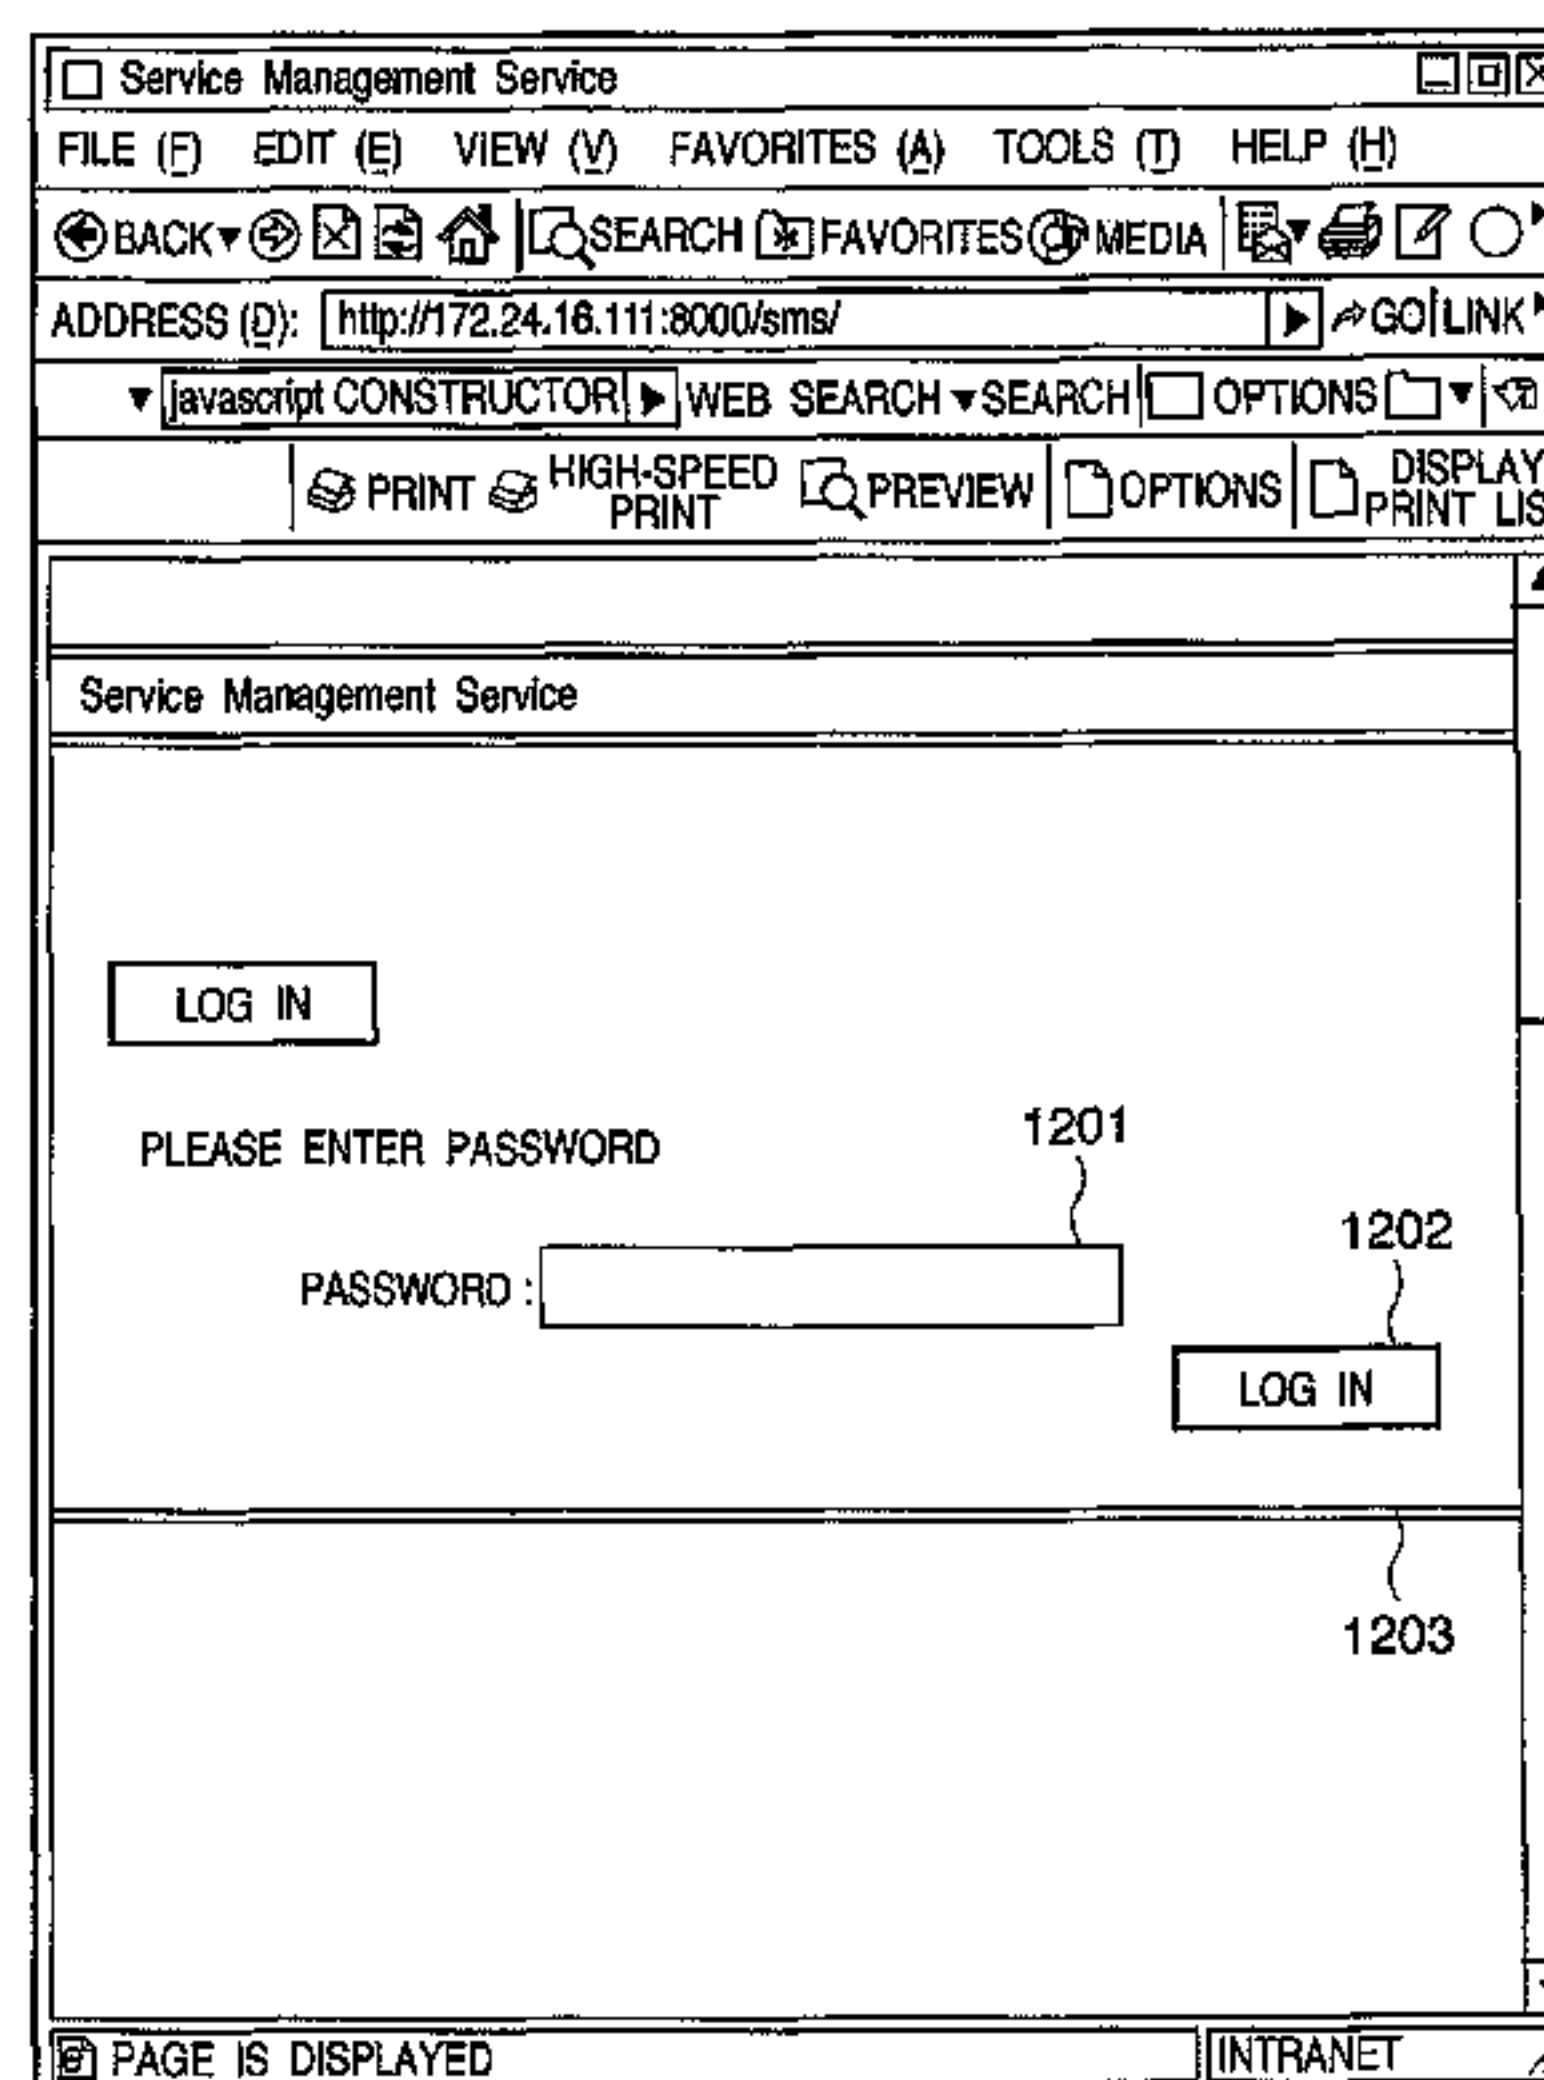 Service Management Service
FILE (F) EDIT (E) VIEW (V) FAVORITES (A) TOOLS (T) HELP (H)
BACK SEARCH FAVORITES MEDIA
ADDRESS (D): http://172.24.16.111:8000/sms/ GO LINK
javascript CONSTRUCTOR WEB SEARCH SEARCH OPTIONS
PRINT HIGH-SPEED PRINT PREVIEW OPTIONS DISPLAY PRINT LIS
Service Management Service
LOG IN
1201
PLEASE ENTER PASSWORD
1202
PASSWORD :
LOG IN
1203
PAGE IS DISPLAYED INTRANET